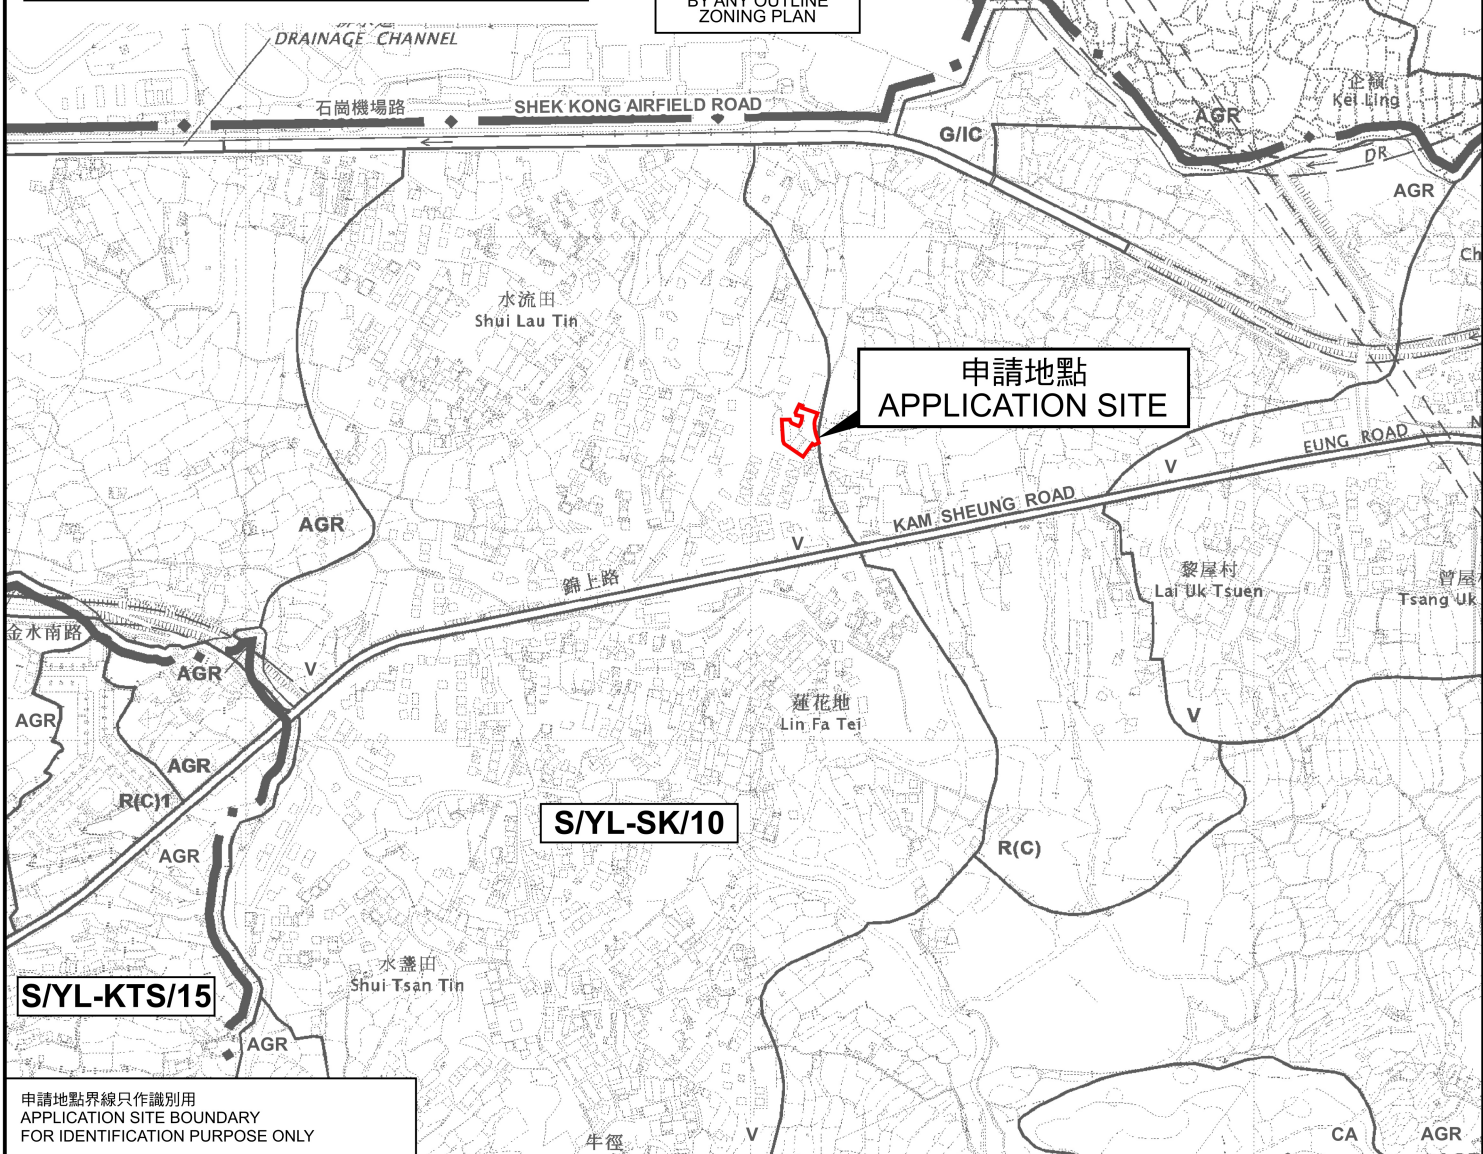 BY ANY OUTLINE
ZONING PLAN
DRAINAGE CHANNEL
石崗機場路
SHEK KONG AIRFIELD ROAD
G/IC
AGR
企嶺
Kei Ling
DR
AGR
Ch
水流田
Shui Lau Tin
申請地點
APPLICATION SITE
AGR
錦上路
V
KAM SHEUNG ROAD
V
EUNG ROAD
黎屋村
Lai Uk Tsuen
曾屋
Tsang Uk
金水南路
AGR
V
AGR
AGR
R(C)1
AGR
蓮花地
Lin Fa Tei
V
S/YL-SK/10
R(C)
水盞田
Shui Tsan Tin
S/YL-KTS/15
AGR
申請地點界線只作識別用
APPLICATION SITE BOUNDARY
FOR IDENTIFICATION PURPOSE ONLY
牛徑
V
CA
AGR